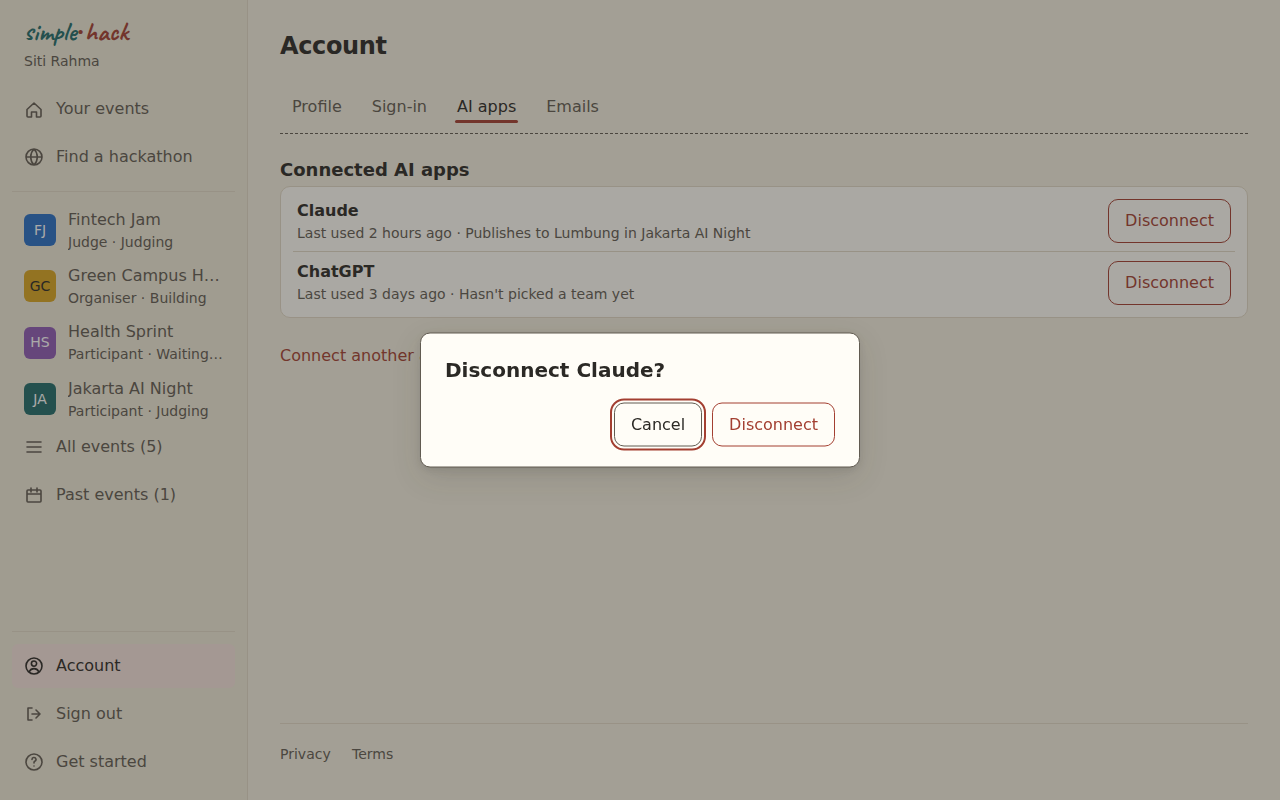 simple·hack
Siti Rahma
Your events
Find a hackathon
FJ
Fintech Jam
Judge · Judging
GC
Green Campus H...
Organiser · Building
HS
Health Sprint
Participant · Waiting...
JA
Jakarta AI Night
Participant · Judging
All events (5)
Past events (1)
Account
Sign out
Get started
Account
Profile
Sign-in
AI apps
Emails
Connected AI apps
Claude
Last used 2 hours ago · Publishes to Lumbung in Jakarta AI Night
Disconnect
ChatGPT
Last used 3 days ago · Hasn't picked a team yet
Disconnect
Connect another
Disconnect Claude?
Cancel
Disconnect
Privacy
Terms